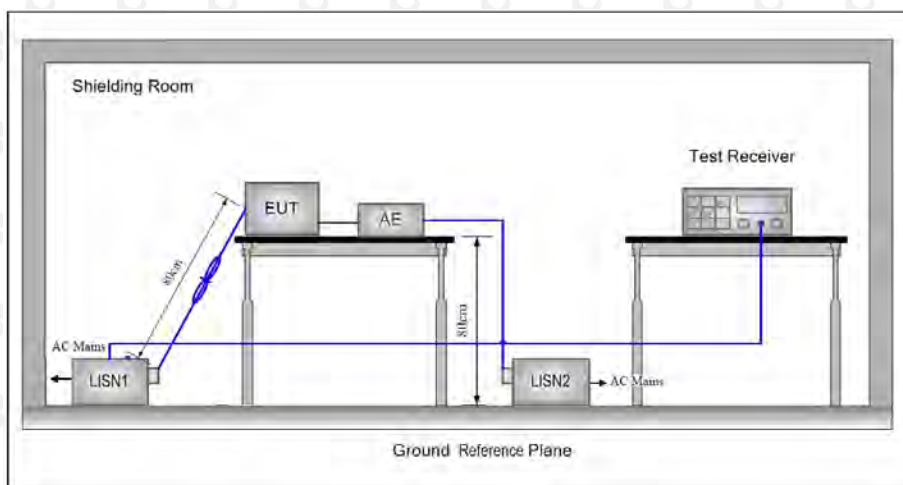 Shielding Room
Test Receiver
EUT
AE
80cm
80cm
AC Mains
LISN1
LISN2
AC Mains
Ground Reference Plane